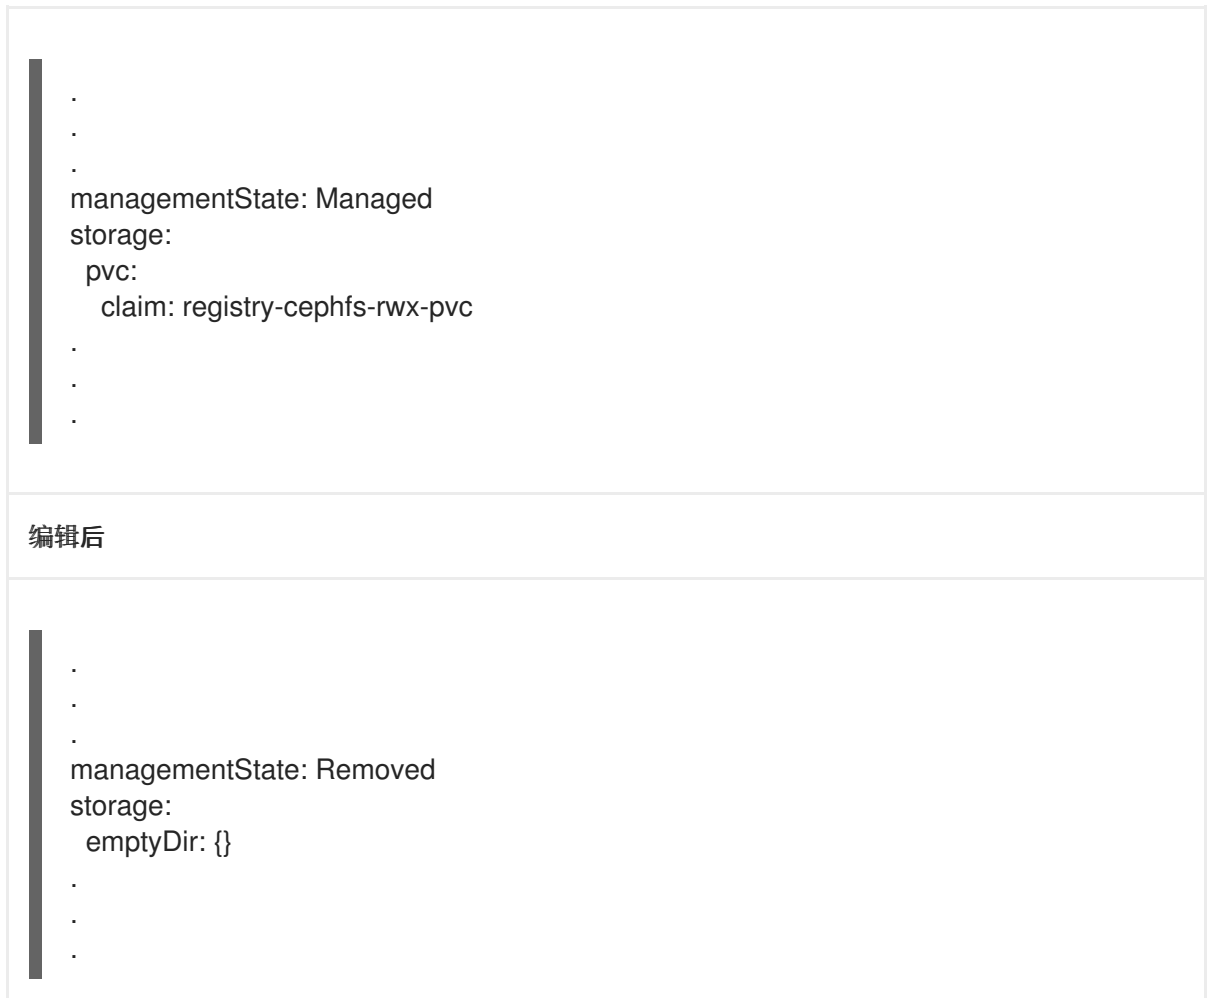 .
.
.
managementState: Managed
storage:
  pvc:
    claim: registry-cephfs-rwx-pvc
.
.
.
编辑后
.
.
.
managementState: Removed
storage:
  emptyDir: {}
.
.
.